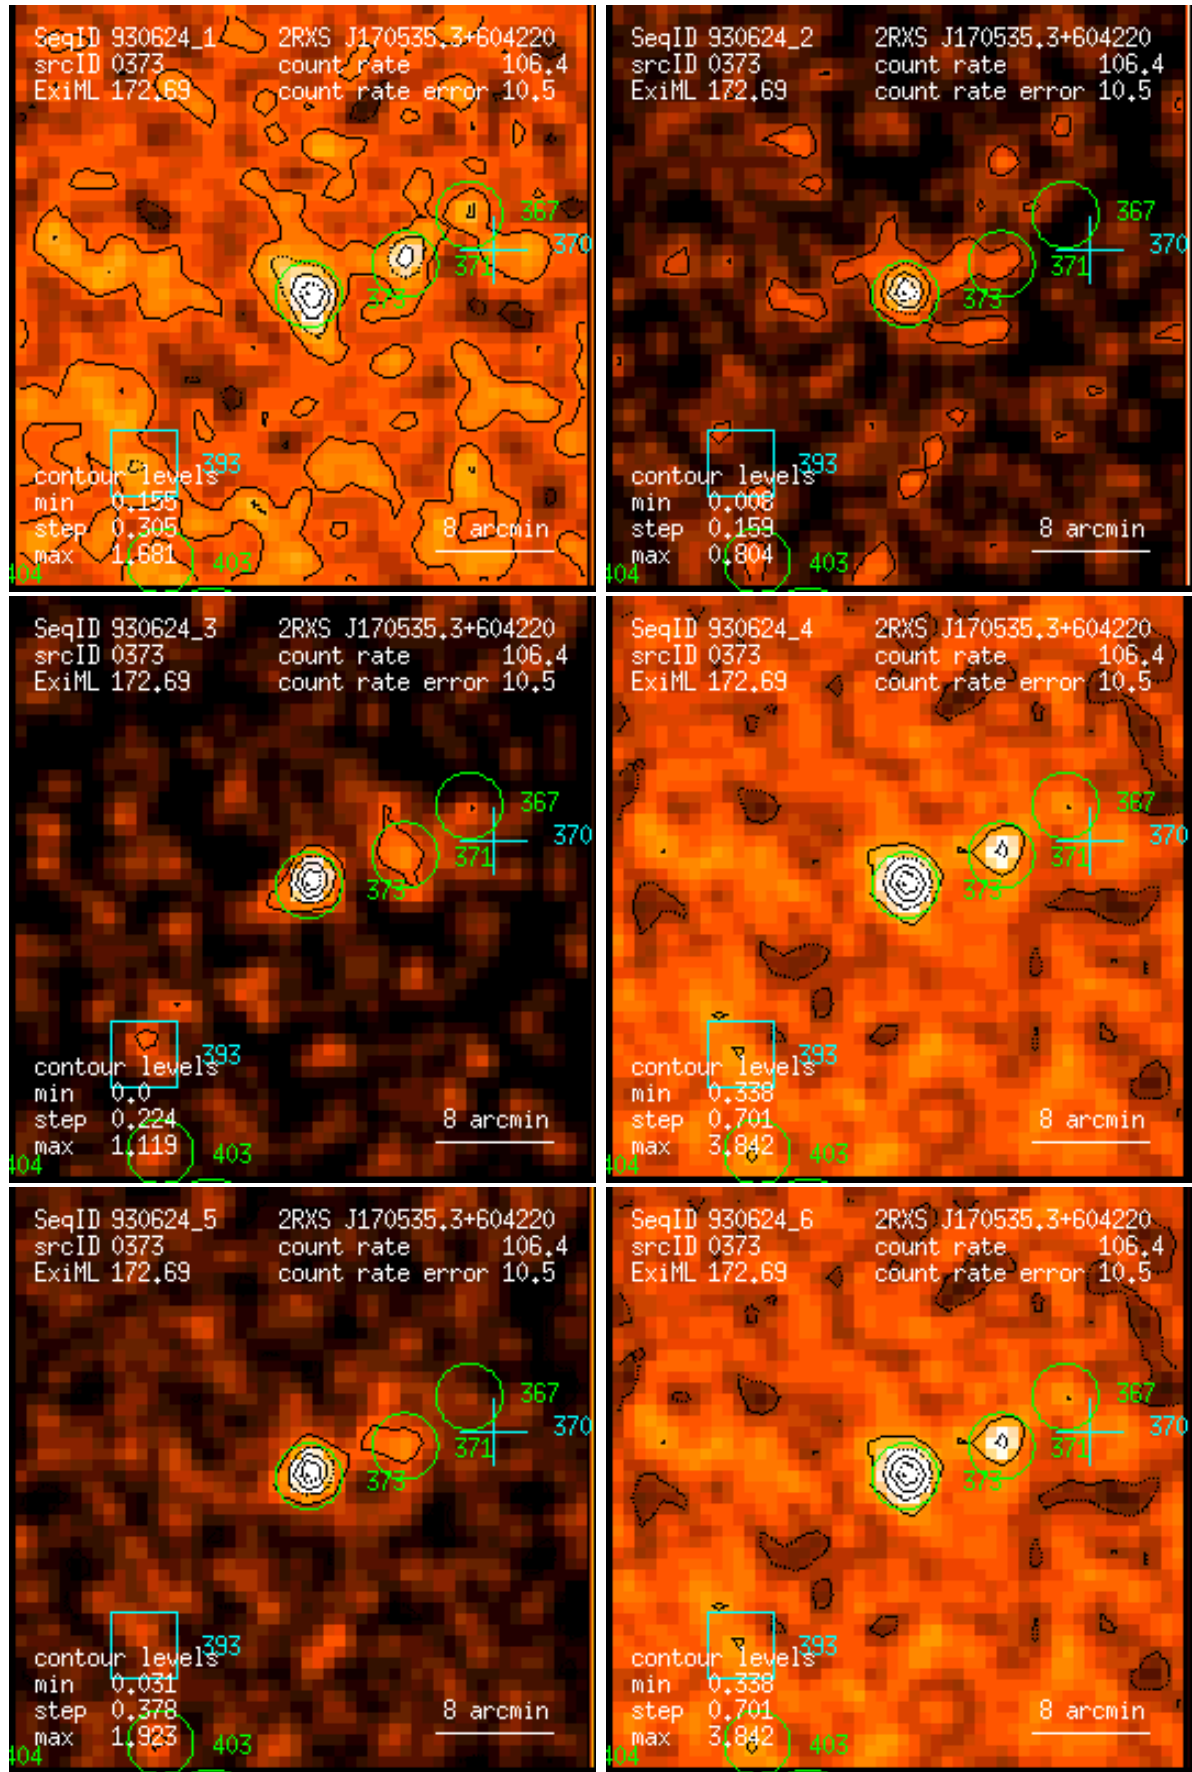 SeqID 930624_1 2RXS J170535.3+604220
srcID 0373 count rate 106.4
ExiML 172.69 count rate error 10.5
367
370
371
373
393
contour levels
min 0.155
step 0.305
max 1.681
8 arcmin
403
404
SeqID 930624_2 2RXS J170535.3+604220
srcID 0373 count rate 106.4
ExiML 172.69 count rate error 10.5
367
370
371
373
393
contour levels
min 0.008
step 0.159
max 0.804
8 arcmin
403
404
SeqID 930624_3 2RXS J170535.3+604220
srcID 0373 count rate 106.4
ExiML 172.69 count rate error 10.5
367
370
371
373
393
contour levels
min 0.0
step 0.224
max 1.119
8 arcmin
403
404
SeqID 930624_4 2RXS J170535.3+604220
srcID 0373 count rate 106.4
ExiML 172.69 count rate error 10.5
367
370
371
373
393
contour levels
min 0.338
step 0.701
max 3.842
8 arcmin
403
404
SeqID 930624_5 2RXS J170535.3+604220
srcID 0373 count rate 106.4
ExiML 172.69 count rate error 10.5
367
370
371
373
393
contour levels
min 0.031
step 0.378
max 1.923
8 arcmin
403
404
SeqID 930624_6 2RXS J170535.3+604220
srcID 0373 count rate 106.4
ExiML 172.69 count rate error 10.5
367
370
371
373
393
contour levels
min 0.338
step 0.701
max 3.842
8 arcmin
403
404